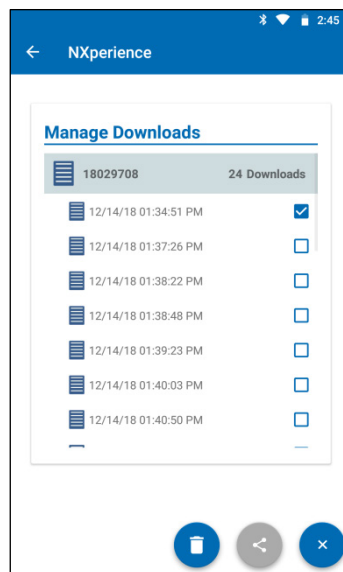 2:45
NXperience
Manage Downloads
18029708 24 Downloads
12/14/18 01:34:51 PM
12/14/18 01:37:26 PM
12/14/18 01:38:22 PM
12/14/18 01:38:48 PM
12/14/18 01:39:23 PM
12/14/18 01:40:03 PM
12/14/18 01:40:50 PM